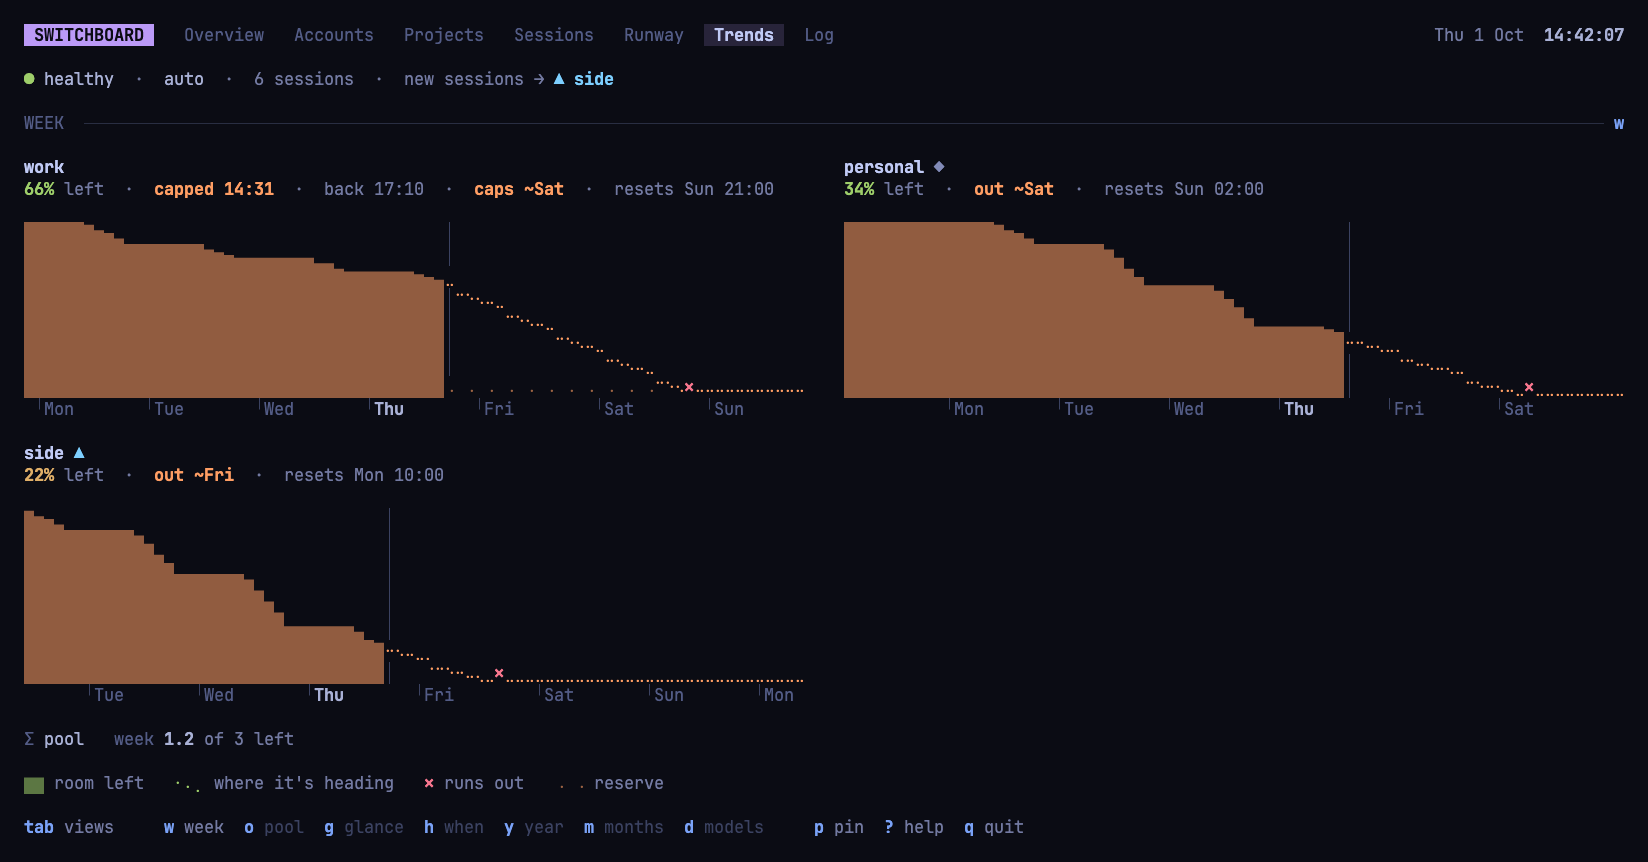 SWITCHBOARD Overview Accounts Projects Sessions Runway Trends Log Thu 1 Oct 14:42:07
● healthy · auto · 6 sessions · new sessions → ▲ side
WEEK w
work
66% left · capped 14:31 · back 17:10 · caps ~Sat · resets Sun 21:00
Mon Tue Wed Thu Fri Sat Sun
personal ◆
34% left · out ~Sat · resets Sun 02:00
Mon Tue Wed Thu Fri Sat
side ▲
22% left · out ~Fri · resets Mon 10:00
Tue Wed Thu Fri Sat Sun Mon
Σ pool week 1.2 of 3 left
room left where it's heading × runs out reserve
tab views w week o pool g glance h when y year m months d models p pin ? help q quit